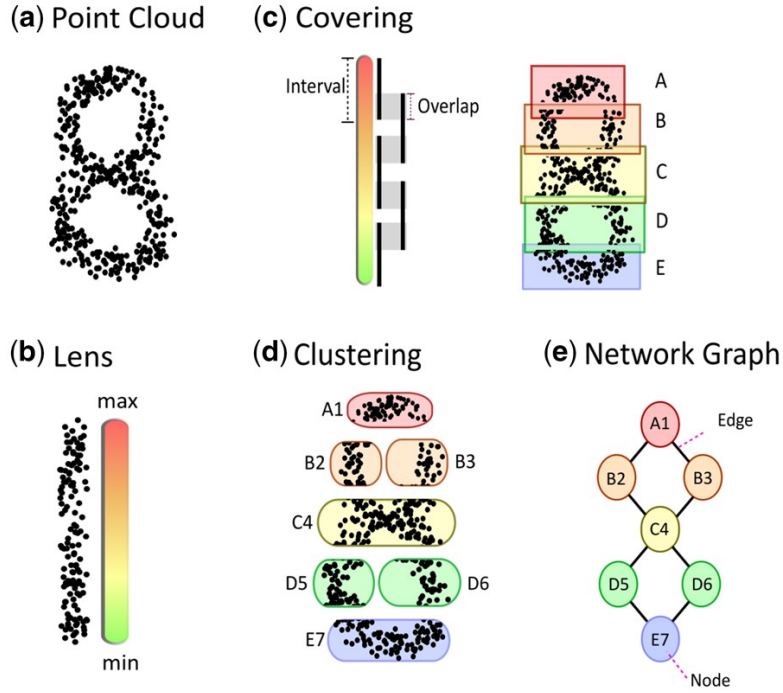 (a) Point Cloud
(c) Covering
Interval
Overlap
A
B
C
D
E
(b) Lens
max
min
(d) Clustering
A1
B2
B3
C4
D5
D6
E7
(e) Network Graph
A1
Edge
B2
B3
C4
D5
D6
E7
Node